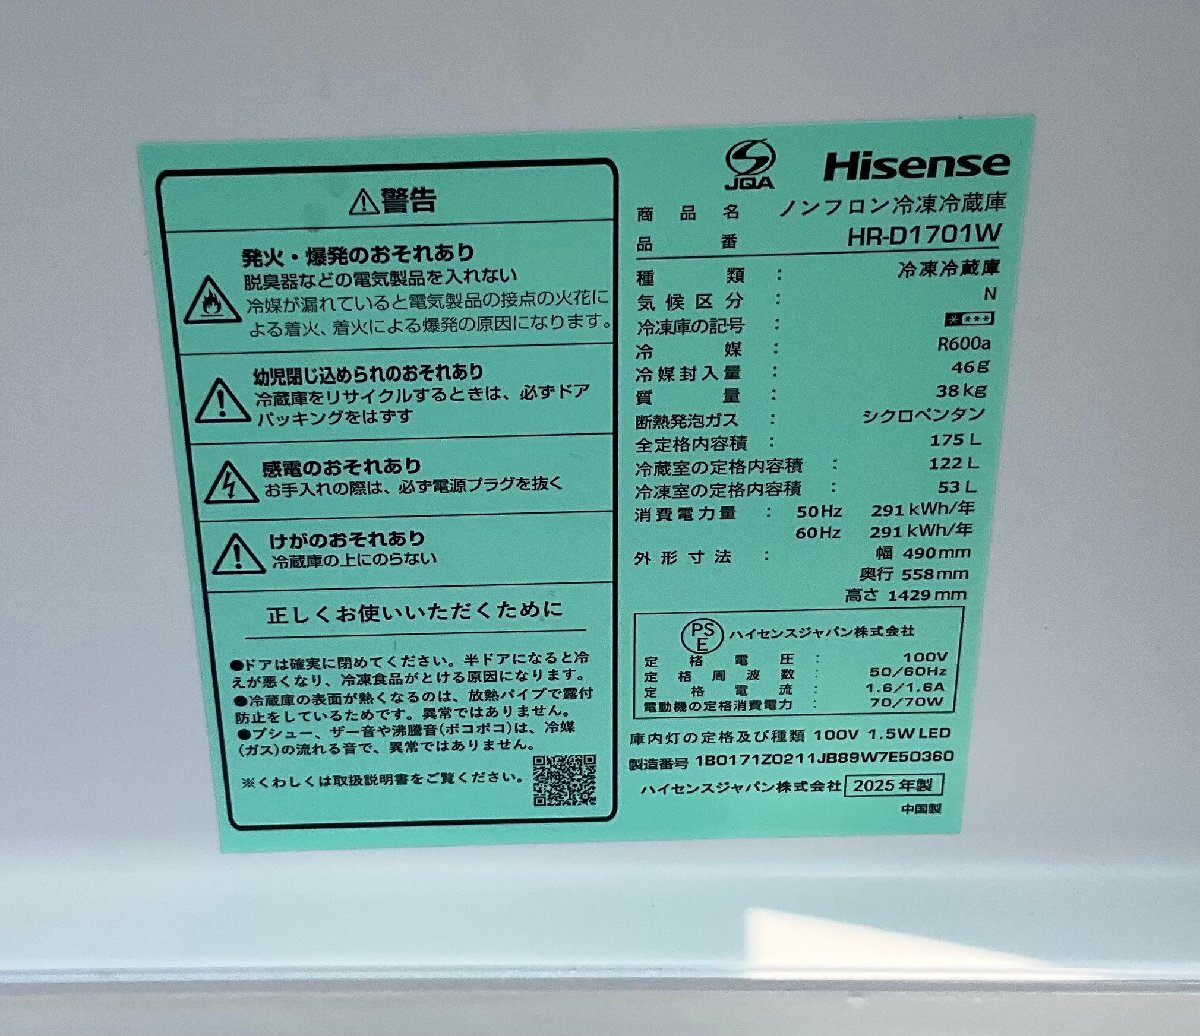 ⚠警告
発火・爆発のおそれあり
脱臭器などの電気製品を入れない
冷媒が漏れていると電気製品の接点の火花に
よる着火、着火による爆発の原因になります。
幼児閉じ込められのおそれあり
冷蔵庫をリサイクルするときは、必ずドア
パッキングをはずす
感電のおそれあり
お手入れの際は、必ず電源プラグを抜く
けがのおそれあり
冷蔵庫の上にのらない
正しくお使いいただくために
●ドアは確実に閉めてください。半ドアになると冷
えが悪くなり、冷凍食品がとける原因になります。
●冷蔵庫の表面が熱くなるのは、放熱パイプで露付
防止をしているためです。異常ではありません。
●プシュー、ザー音や沸騰音(ボコボコ)は、冷媒
(ガス)の流れる音で、異常ではありません。
※くわしくは取扱説明書をご覧ください。
JQA Hisense
商品名 ノンフロン冷凍冷蔵庫
品番 HR-D1701W
種類 : 冷凍冷蔵庫
気候区分 : N
冷凍庫の記号 : * ***
冷媒 : R600a
冷媒封入量 : 46g
質量 : 38kg
断熱発泡ガス : シクロペンタン
全定格内容積 : 175L
冷蔵室の定格内容積 : 122L
冷凍室の定格内容積 : 53L
消費電力量 : 50Hz 291kWh/年
60Hz 291kWh/年
外形寸法 : 幅 490mm
奥行 558mm
高さ 1429mm
PSE ハイセンスジャパン株式会社
定格電圧 : 100V
定格周波数 : 50/60Hz
定格電流 : 1.6/1.6A
電動機の定格消費電力 : 70/70W
庫内灯の定格及び種類 100V 1.5W LED
製造番号 1B0171Z0211JB89W7E50360
ハイセンスジャパン株式会社 2025年製
中国製